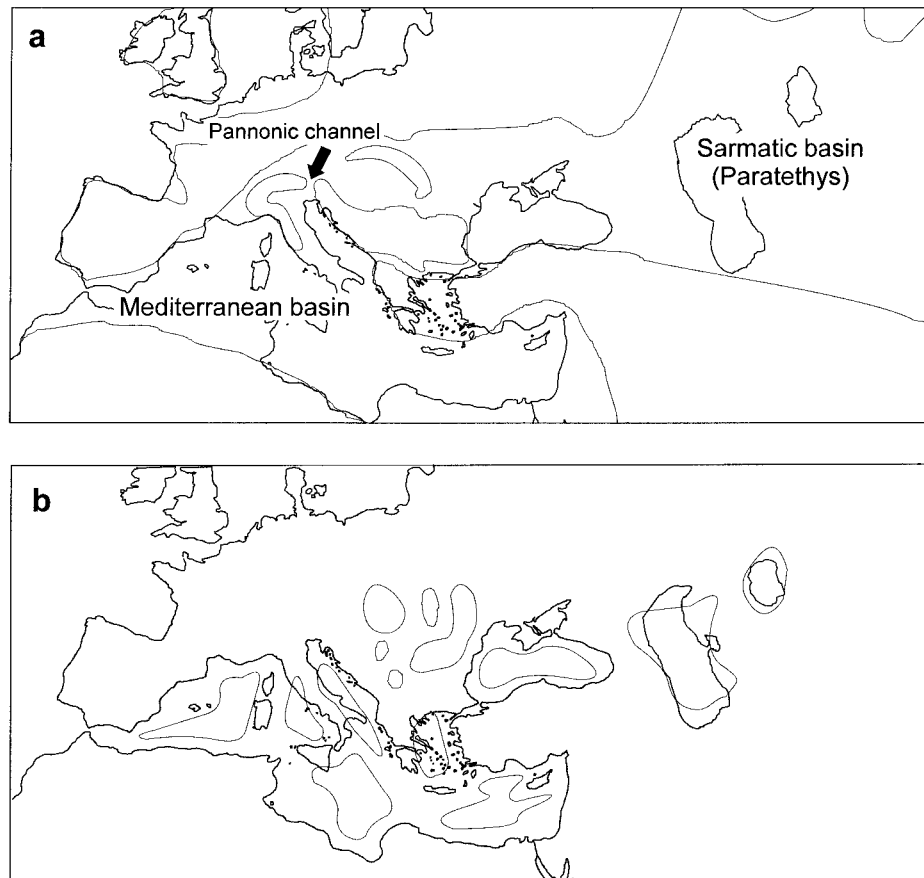 a
Pannonic channel
Sarmatic basin
(Paratethys)
Mediterranean basin
b